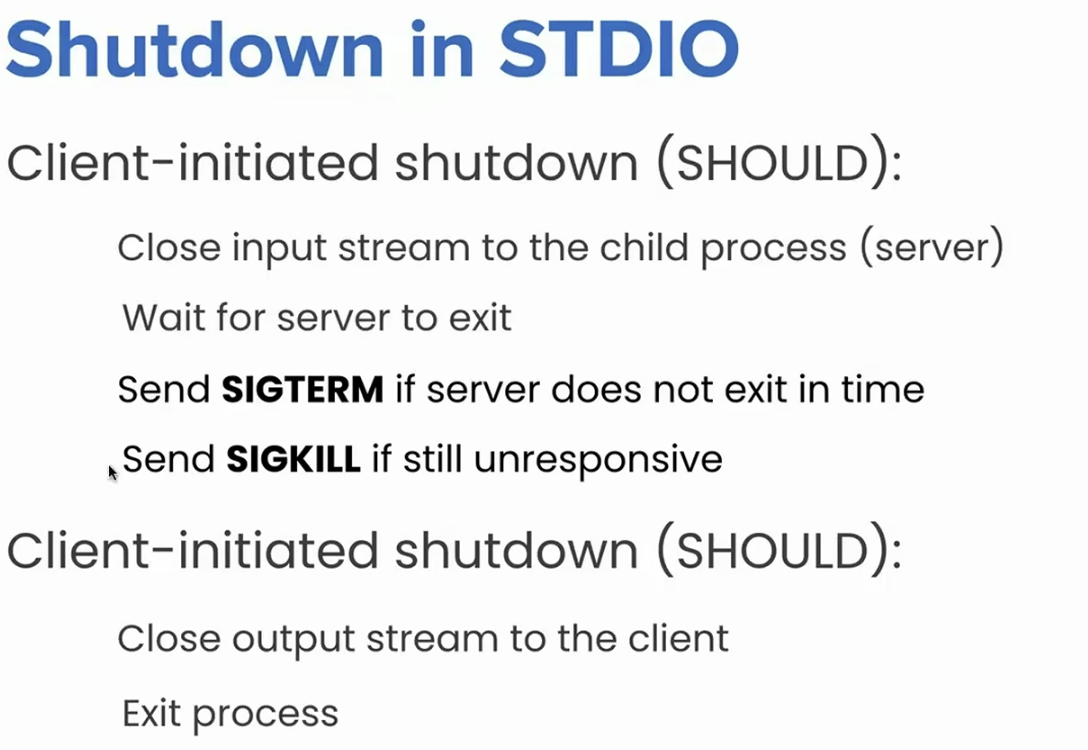 Shutdown in STDIO
Client-initiated shutdown (SHOULD):
Close input stream to the child process (server)
Wait for server to exit
Send SIGTERM if server does not exit in time
Send SIGKILL if still unresponsive
Client-initiated shutdown (SHOULD):
Close output stream to the client
Exit process